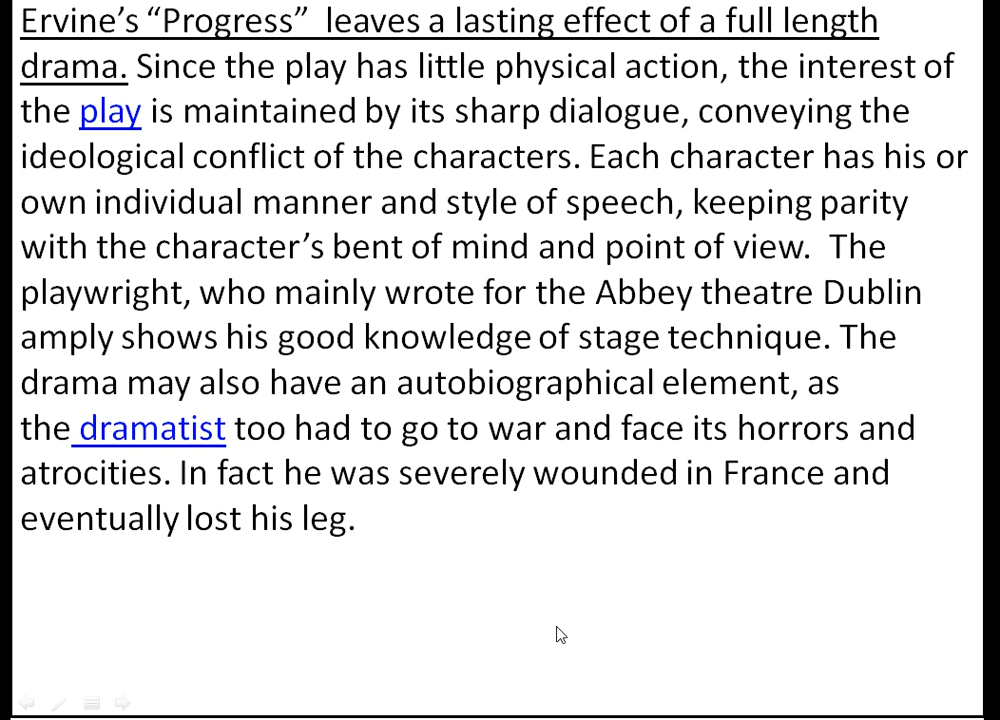 Ervine’s “Progress”  leaves a lasting effect of a full length
drama. Since the play has little physical action, the interest of
the play is maintained by its sharp dialogue, conveying the
ideological conflict of the characters. Each character has his or
own individual manner and style of speech, keeping parity
with the character’s bent of mind and point of view.  The
playwright, who mainly wrote for the Abbey theatre Dublin
amply shows his good knowledge of stage technique. The
drama may also have an autobiographical element, as
the dramatist too had to go to war and face its horrors and
atrocities. In fact he was severely wounded in France and
eventually lost his leg.